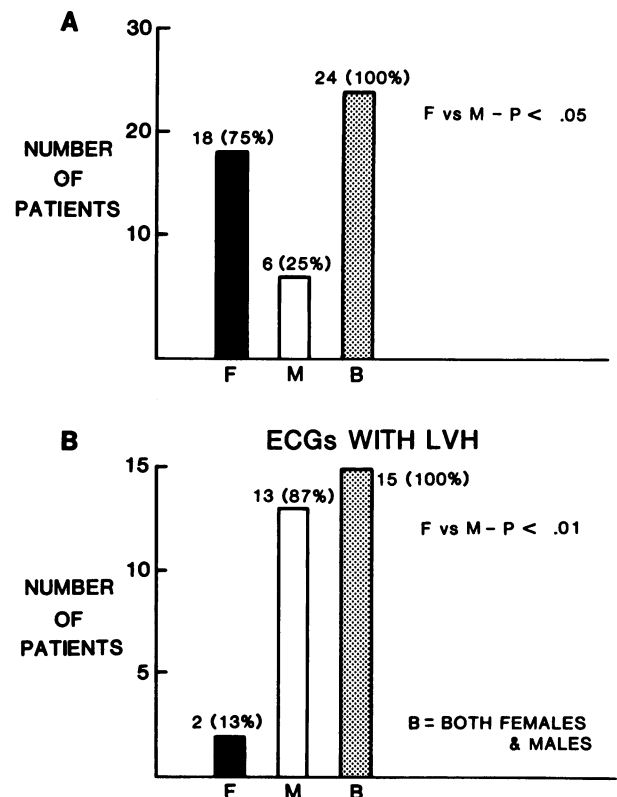 A
30
24 (100%)
F vs M - P < .05
20
18 (75%)
NUMBER
OF
PATIENTS
10
6 (25%)
F M B
B
ECGs WITH LVH
15
15 (100%)
13 (87%)
F vs M - P < .01
10
NUMBER
OF
PATIENTS
5
2 (13%)
B = BOTH FEMALES
& MALES
F M B